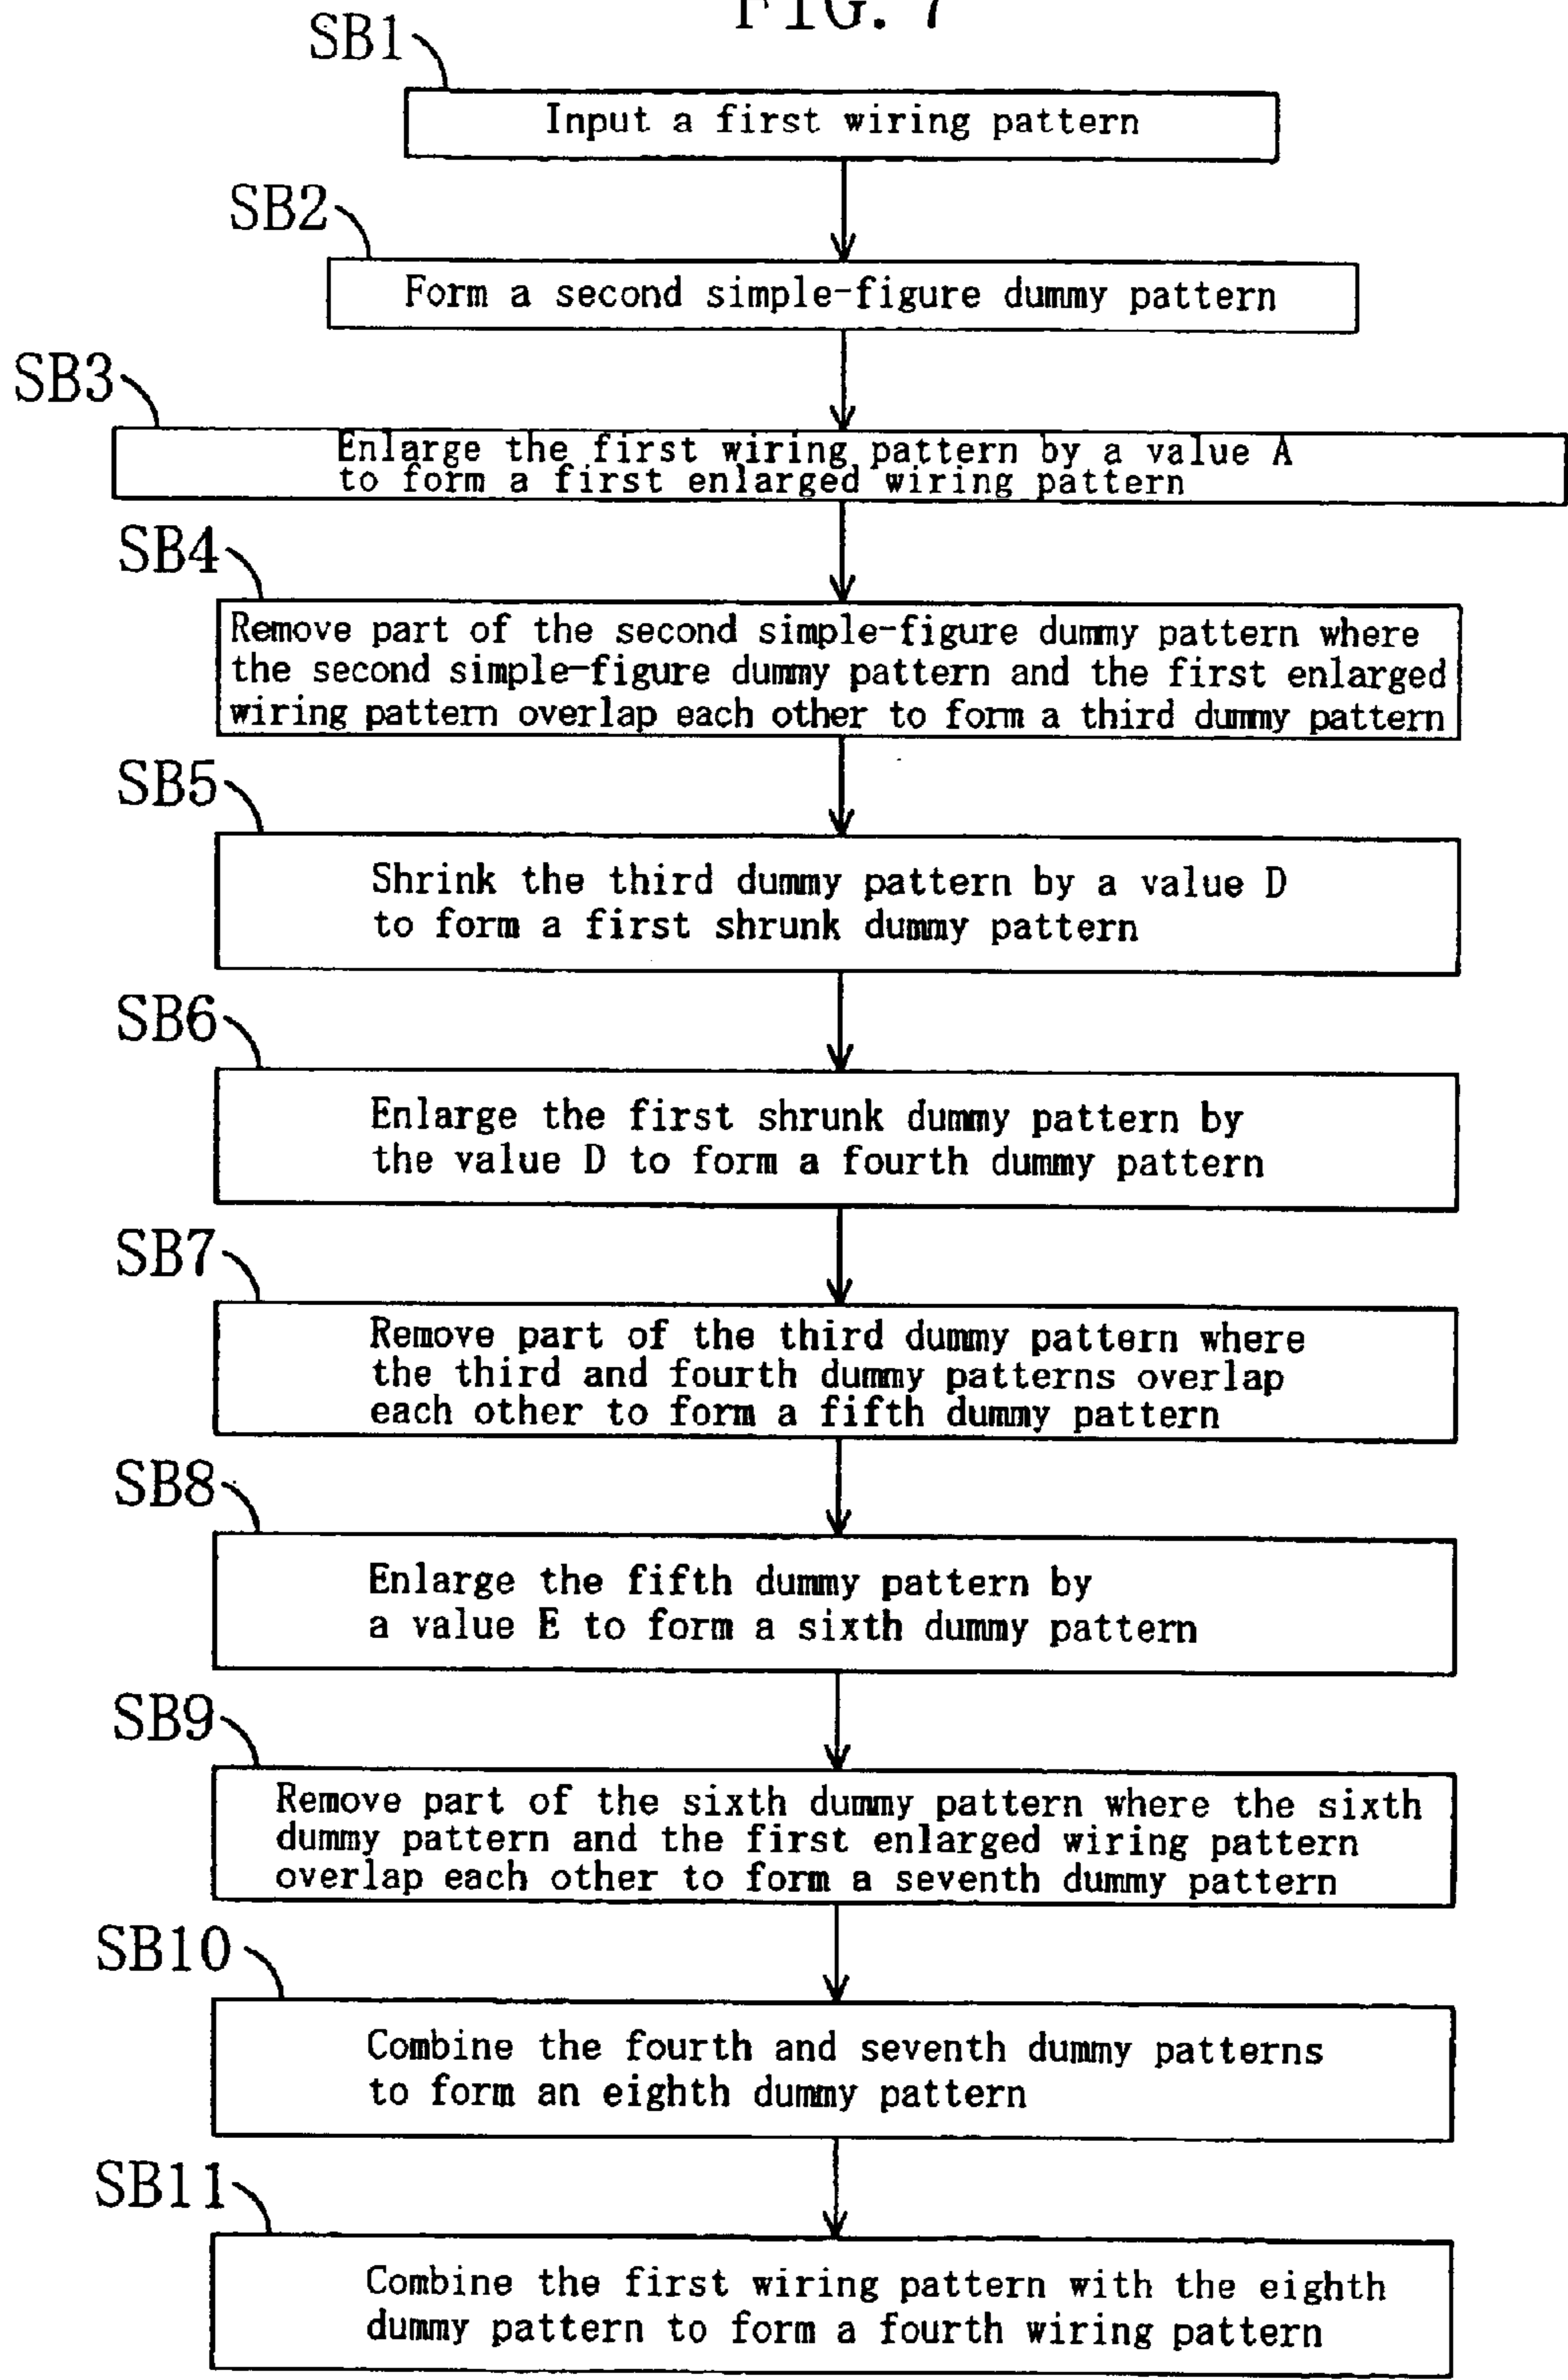 FIG. 7
SB1
Input a first wiring pattern
SB2
Form a second simple-figure dummy pattern
SB3
Enlarge the first wiring pattern by a value A
to form a first enlarged wiring pattern
SB4
Remove part of the second simple-figure dummy pattern where
the second simple-figure dummy pattern and the first enlarged
wiring pattern overlap each other to form a third dummy pattern
SB5
Shrink the third dummy pattern by a value D
to form a first shrunk dummy pattern
SB6
Enlarge the first shrunk dummy pattern by
the value D to form a fourth dummy pattern
SB7
Remove part of the third dummy pattern where
the third and fourth dummy patterns overlap
each other to form a fifth dummy pattern
SB8
Enlarge the fifth dummy pattern by
a value E to form a sixth dummy pattern
SB9
Remove part of the sixth dummy pattern where the sixth
dummy pattern and the first enlarged wiring pattern
overlap each other to form a seventh dummy pattern
SB10
Combine the fourth and seventh dummy patterns
to form an eighth dummy pattern
SB11
Combine the first wiring pattern with the eighth
dummy pattern to form a fourth wiring pattern